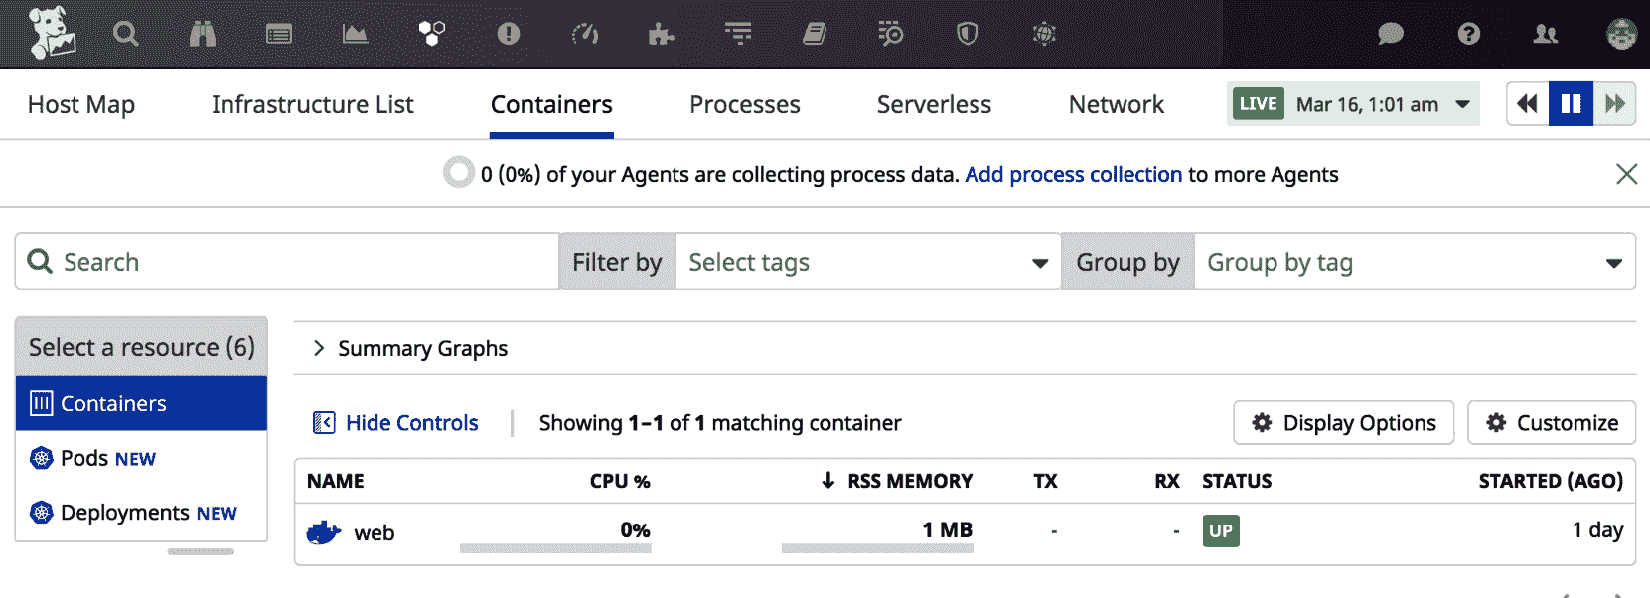 Host Map Infrastructure List Containers Processes Serverless Network LIVE Mar 16, 1:01 am
0 (0%) of your Agents are collecting process data. Add process collection to more Agents
Search Filter by Select tags Group by Group by tag
Select a resource (6)
Containers
Pods NEW
Deployments NEW
Summary Graphs
Hide Controls Showing 1–1 of 1 matching container Display Options Customize
NAME CPU % RSS MEMORY TX RX STATUS STARTED (AGO)
web 0% 1 MB - - UP 1 day